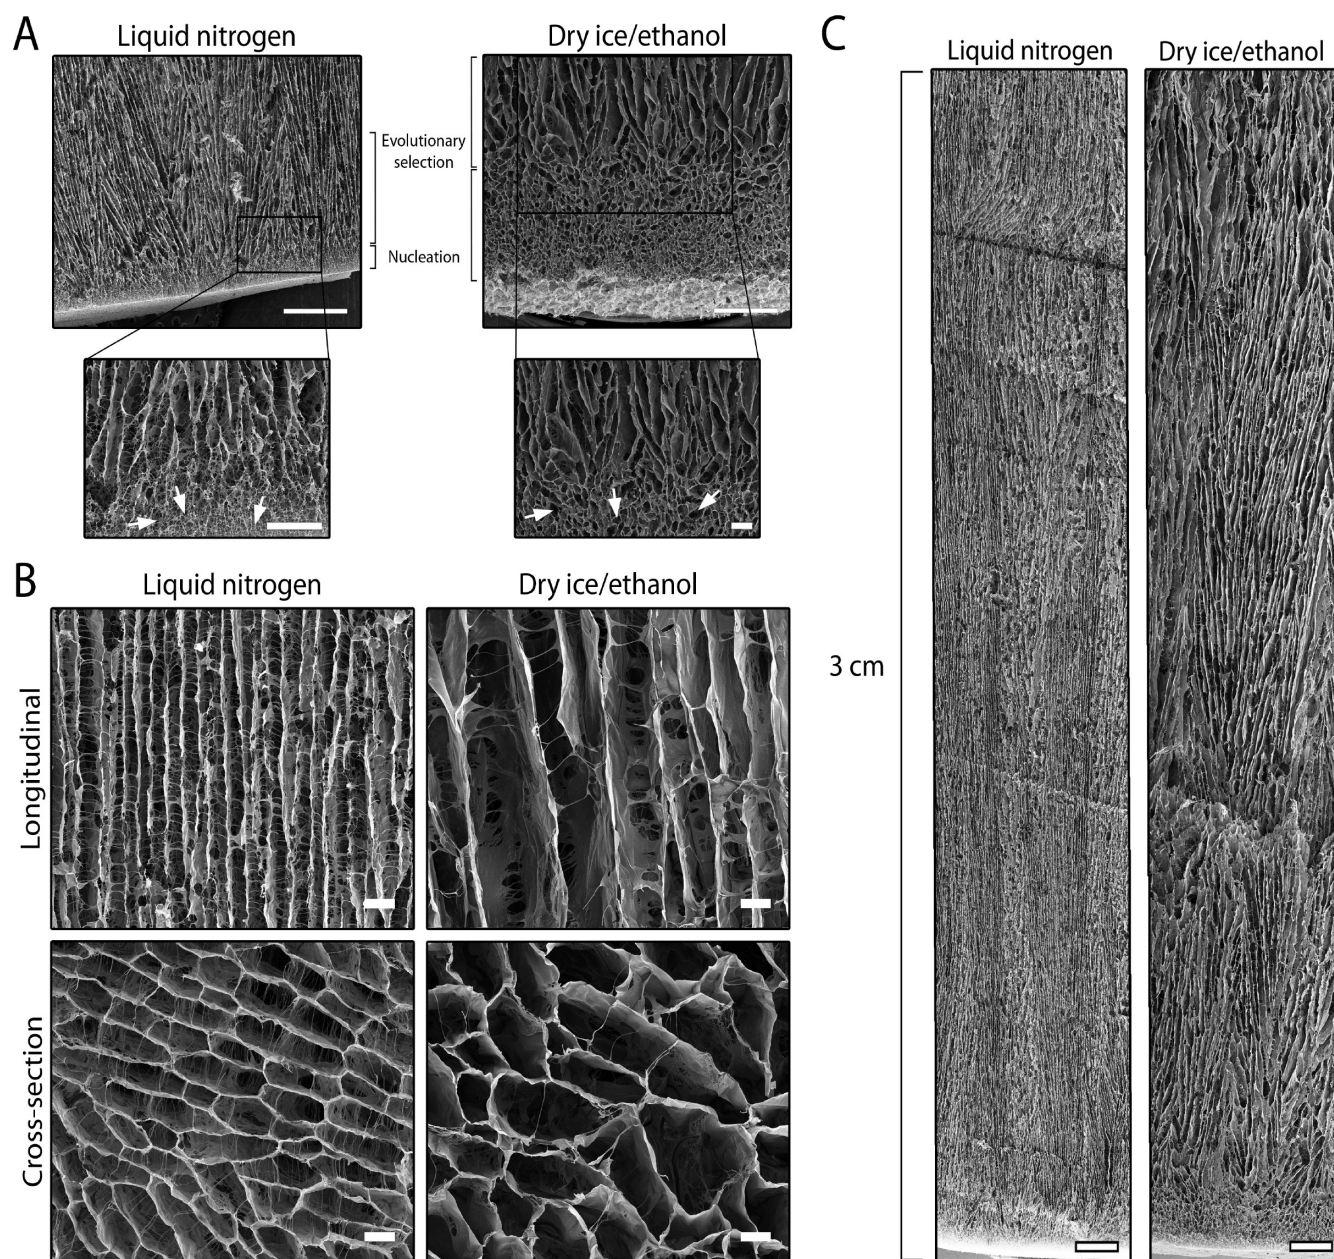 A
Liquid nitrogen
Dry ice/ethanol
Evolutionary
selection
Nucleation
B
Liquid nitrogen
Dry ice/ethanol
Longitudinal
Cross-section
C
Liquid nitrogen
Dry ice/ethanol
3 cm